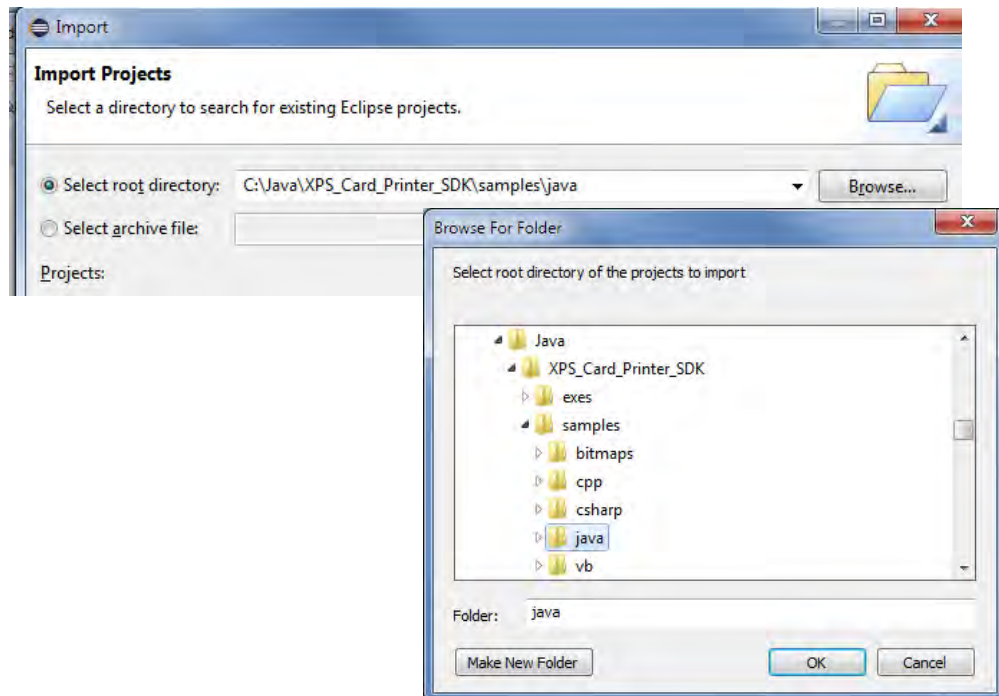 Import
Import Projects
Select a directory to search for existing Eclipse projects.
Select root directory: C:\Java\XPS_Card_Printer_SDK\samples\java Browse...
Select archive file:
Projects:
Browse For Folder
Select root directory of the projects to import
Java
XPS_Card_Printer_SDK
exes
samples
bitmaps
cpp
csharp
java
vb
Folder: java
Make New Folder OK Cancel